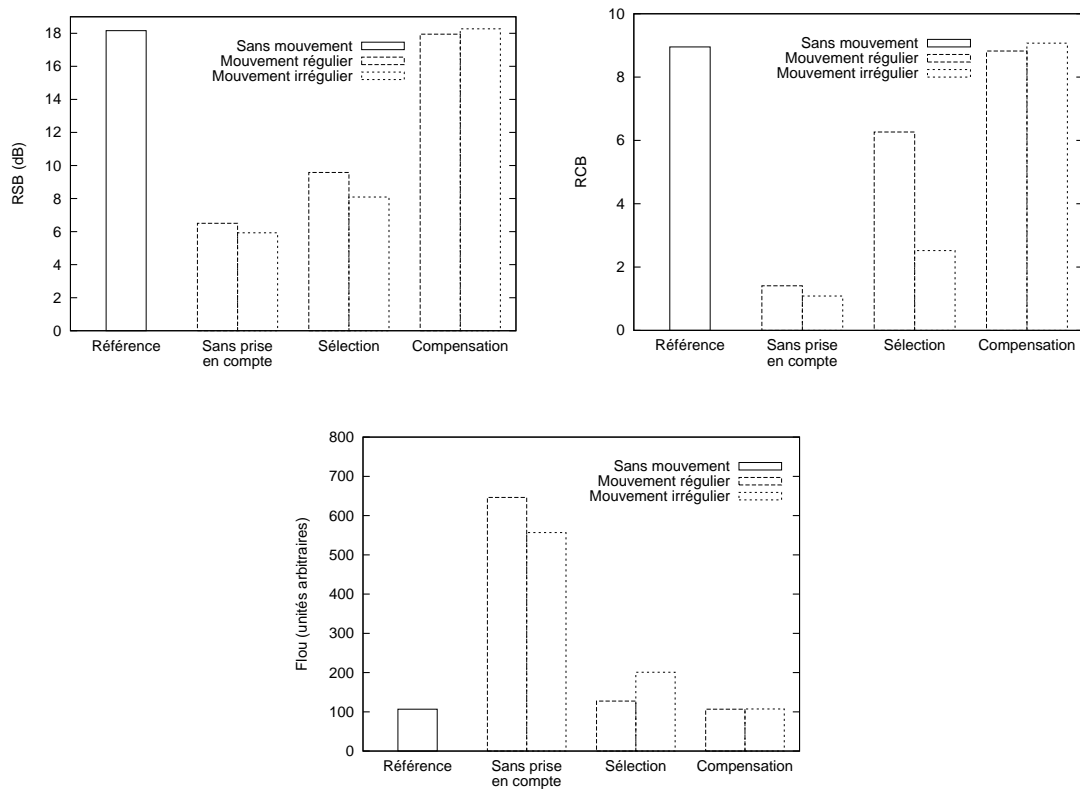 RSB (dB)
18
16
14
12
10
8
6
4
2
0
Sans mouvement
Mouvement régulier
Mouvement irrégulier
Référence
Sans prise
en compte
Sélection
Compensation
RCB
10
8
6
4
2
0
Sans mouvement
Mouvement régulier
Mouvement irrégulier
Référence
Sans prise
en compte
Sélection
Compensation
Flou (unités arbitraires)
800
700
600
500
400
300
200
100
0
Sans mouvement
Mouvement régulier
Mouvement irrégulier
Référence
Sans prise
en compte
Sélection
Compensation